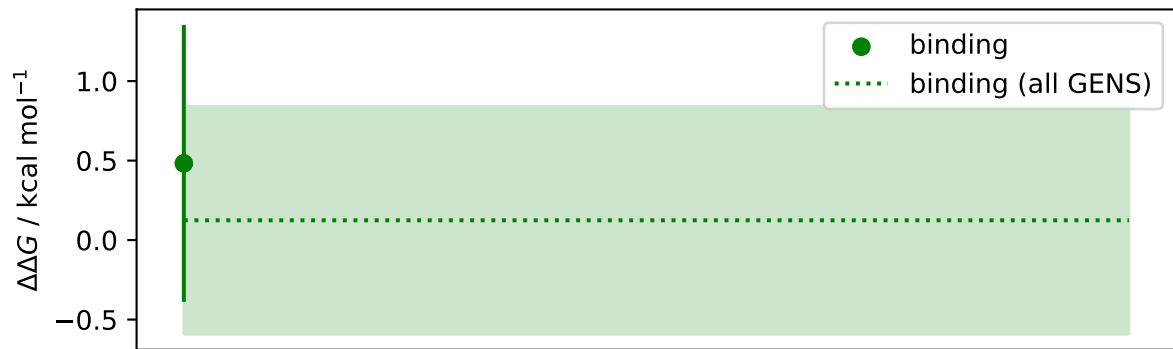 ΔΔG / kcal mol⁻¹
1.0
0.5
0.0
−0.5
binding
binding (all GENS)